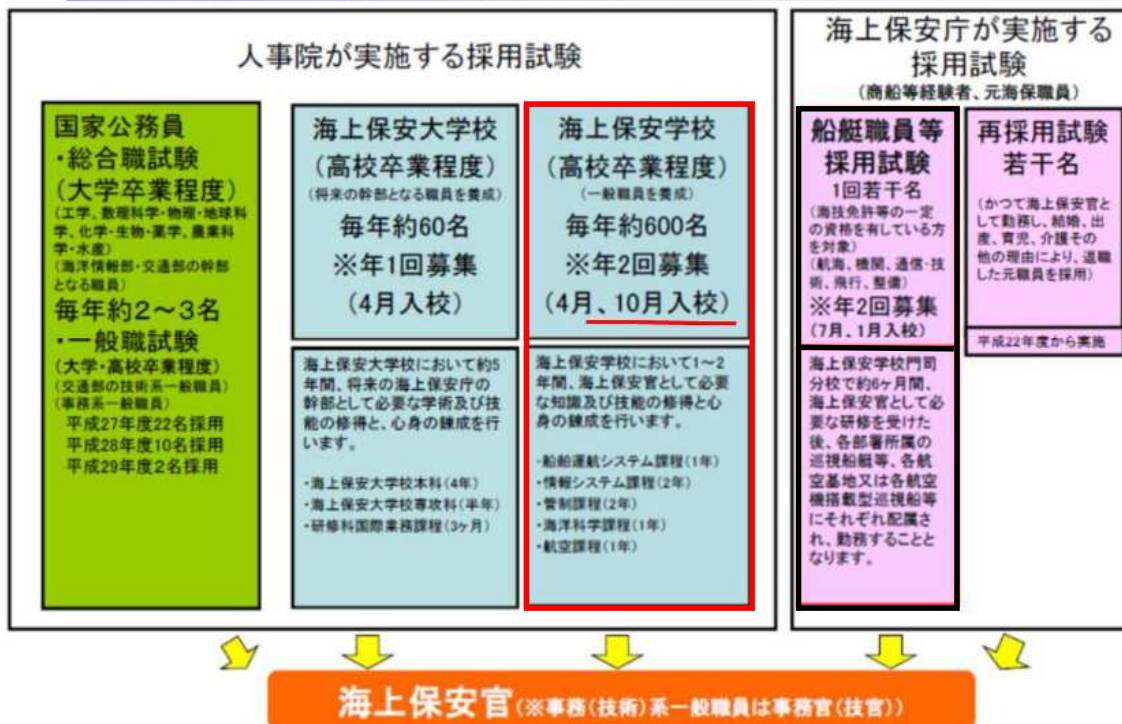 人事院が実施する採用試験
国家公務員
・総合職試験
(大学卒業程度)
(工学、数理科学・物理・地球科
学、化学・生物・薬学、農業科
学・水産)
(海洋情報部・交通部の幹部
となる職員)
毎年約2～3名
・一般職試験
(大学・高校卒業程度)
(交通部の技術系一般職員)
(事務系一般職員)
平成27年度22名採用
平成28年度10名採用
平成29年度2名採用
海上保安大学校
(高校卒業程度)
(将来の幹部となる職員を養成)
毎年約60名
※年1回募集
(4月入校)
海上保安大学校において約5
年間、将来の海上保安庁の
幹部として必要な学術及び技
能の修得と、心身の錬成を行
います。
・海上保安大学校本科(4年)
・海上保安大学校専攻科(半年)
・研修科国際業務課程(3ヶ月)
海上保安学校
(高校卒業程度)
(一般職員を養成)
毎年約600名
※年2回募集
(4月、10月入校)
海上保安学校において1～2
年間、海上保安官として必要
な知識及び技能の修得と心
身の錬成を行います。
・船舶運航システム課程(1年)
・情報システム課程(2年)
・管制課程(2年)
・海洋科学課程(1年)
・航空課程(1年)
海上保安庁が実施する
採用試験
(商船等経験者、元海保職員)
船艇職員等
採用試験
1回若干名
(海技免許等の一定
の資格を有している方
を対象)
(航海、機関、通信・技
術、飛行、整備)
※年2回募集
(7月、1月入校)
海上保安学校門司
分校で約6ヶ月間、
海上保安官として必
要な研修を受けた
後、各部署所属の
巡視船艇等、各航
空基地又は各航空
機搭載型巡視船等
にそれぞれ配属さ
れ、勤務することと
なります。
再採用試験
若干名
(かつて海上保安官と
して勤務し、結婚、出
産、育児、介護その
他の理由により、退職
した元職員を採用)
平成22年度から実施
海上保安官(※事務(技術)系一般職員は事務官(技官))